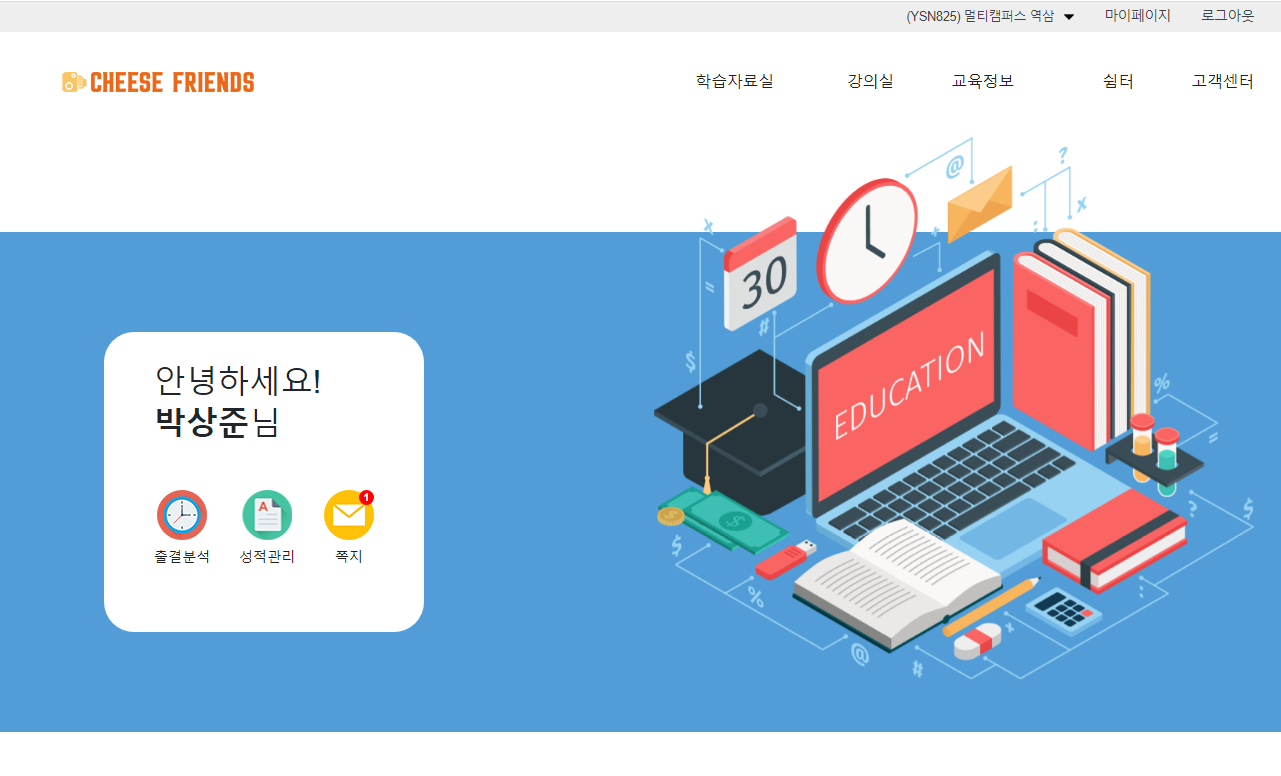 (YSN825) 멀티캠퍼스 역삼 마이페이지 로그아웃
CHEESE FRIENDS 학습자료실 강의실 교육정보 쉼터 고객센터
30
EDUCATION
안녕하세요!
박상준님
1
출결분석 성적관리 쪽지